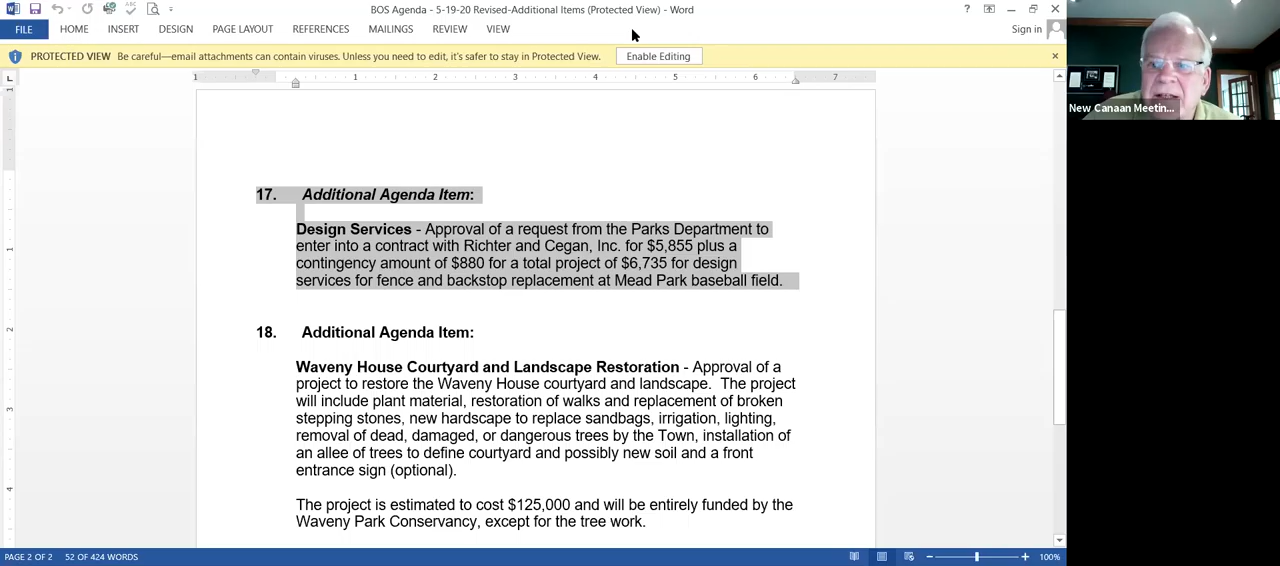 BOS Agenda - 5-19-20 Revised-Additional Items (Protected View) - Word
FILE HOME INSERT DESIGN PAGE LAYOUT REFERENCES MAILINGS REVIEW VIEW Sign in
PROTECTED VIEW Be careful—email attachments can contain viruses. Unless you need to edit, it's safer to stay in Protected View. Enable Editing
1 1 2 3 4 5 6 7
New Canaan Meetin...
17. Additional Agenda Item:
Design Services - Approval of a request from the Parks Department to
enter into a contract with Richter and Cegan, Inc. for $5,855 plus a
contingency amount of $880 for a total project of $6,735 for design
services for fence and backstop replacement at Mead Park baseball field.
18. Additional Agenda Item:
Waveny House Courtyard and Landscape Restoration - Approval of a
project to restore the Waveny House courtyard and landscape. The project
will include plant material, restoration of walks and replacement of broken
stepping stones, new hardscape to replace sandbags, irrigation, lighting,
removal of dead, damaged, or dangerous trees by the Town, installation of
an allee of trees to define courtyard and possibly new soil and a front
entrance sign (optional).
The project is estimated to cost $125,000 and will be entirely funded by the
Waveny Park Conservancy, except for the tree work.
PAGE 2 OF 2 52 OF 424 WORDS 100%